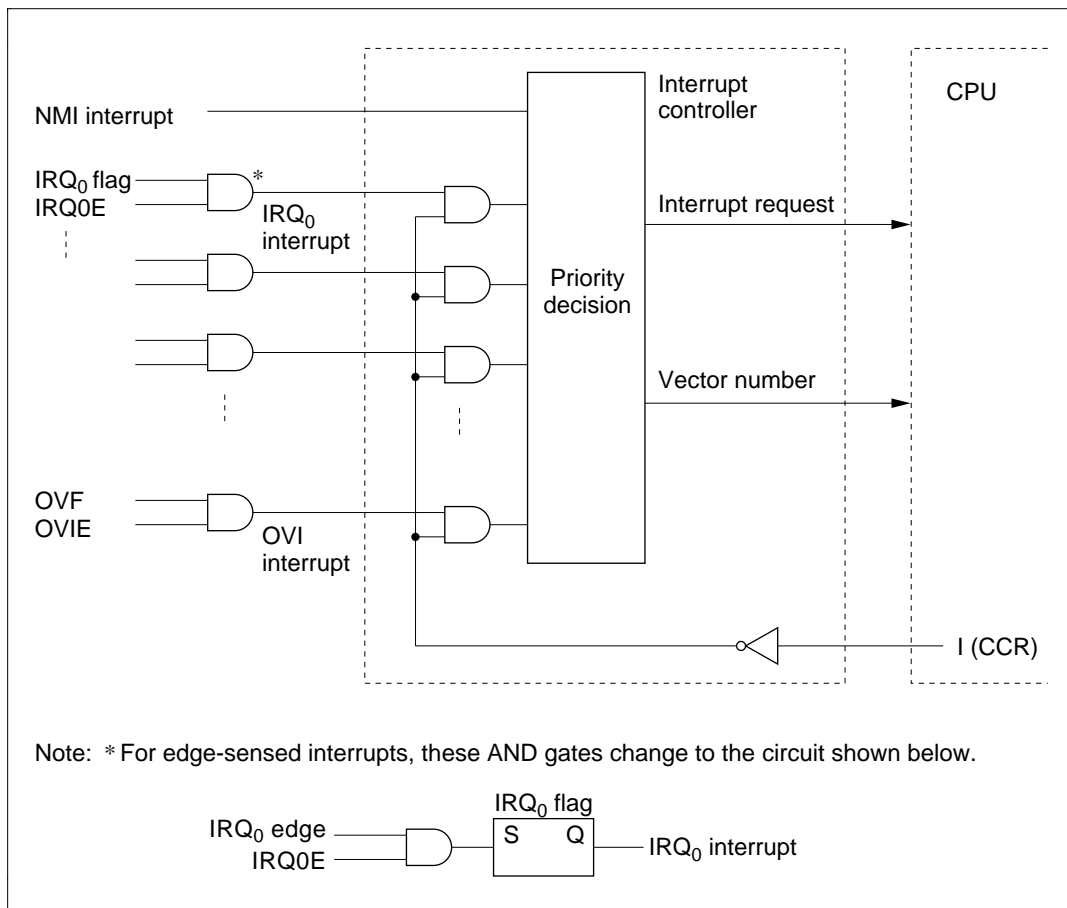 Interrupt
controller
CPU
NMI interrupt
IRQ₀ flag
IRQ0E
*
IRQ₀
interrupt
Interrupt request
Priority
decision
Vector number
OVF
OVIE
OVI
interrupt
I (CCR)
Note: * For edge-sensed interrupts, these AND gates change to the circuit shown below.
IRQ₀ flag
IRQ₀ edge
IRQ0E
S Q
IRQ₀ interrupt